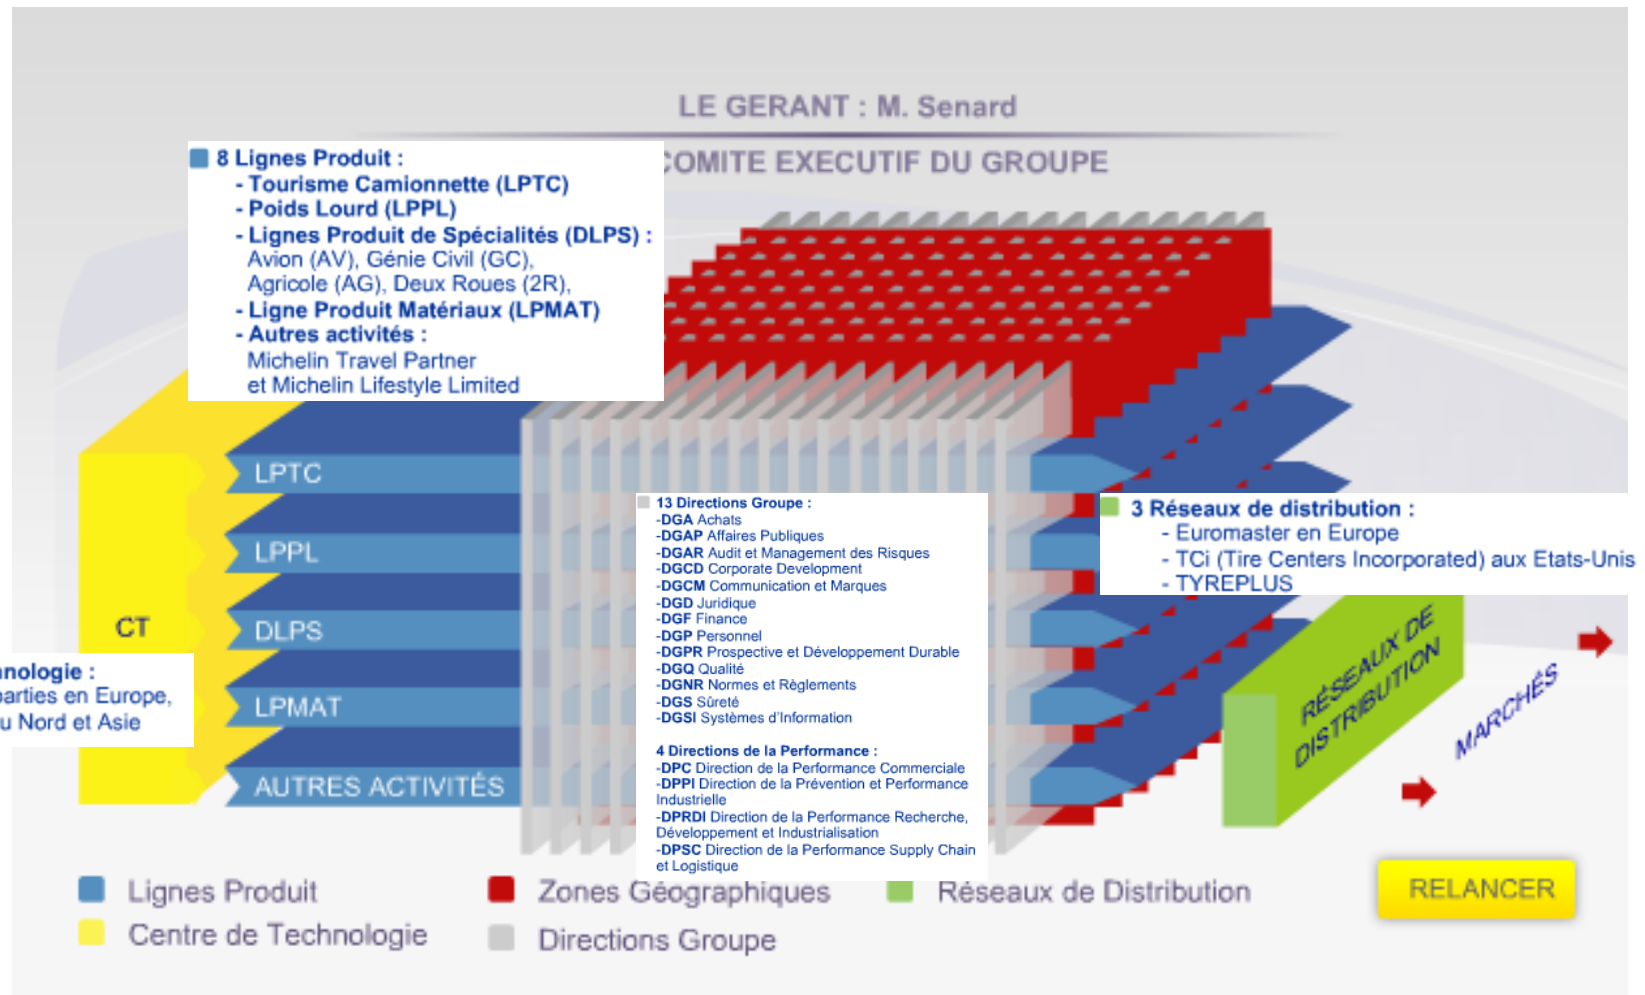 LE GERANT : M. Senard
COMITE EXECUTIF DU GROUPE
8 Lignes Produit :
- Tourisme Camionnette (LPTC)
- Poids Lourd (LPPL)
- Lignes Produit de Spécialités (DLPS) :
Avion (AV), Génie Civil (GC),
Agricole (AG), Deux Roues (2R),
- Ligne Produit Matériaux (LPMAT)
- Autres activités :
Michelin Travel Partner
et Michelin Lifestyle Limited
LPTC
LPPL
DLPS
LPMAT
AUTRES ACTIVITÉS
CT
nologie :
parties en Europe,
u Nord et Asie
13 Directions Groupe :
-DGA Achats
-DGAP Affaires Publiques
-DGAR Audit et Management des Risques
-DGCD Corporate Development
-DGCM Communication et Marques
-DGD Juridique
-DGF Finance
-DGP Personnel
-DGPR Prospective et Développement Durable
-DGQ Qualité
-DGNR Normes et Règlements
-DGS Sûreté
-DGSI Systèmes d'Information
4 Directions de la Performance :
-DPC Direction de la Performance Commerciale
-DPPI Direction de la Prévention et Performance
Industrielle
-DPRDI Direction de la Performance Recherche,
Développement et Industrialisation
-DPSC Direction de la Performance Supply Chain
et Logistique
3 Réseaux de distribution :
- Euromaster en Europe
- TCi (Tire Centers Incorporated) aux Etats-Unis
- TYREPLUS
RÉSEAUX DE
DISTRIBUTION
MARCHÉS
Lignes Produit
Zones Géographiques
Réseaux de Distribution
Centre de Technologie
Directions Groupe
RELANCER